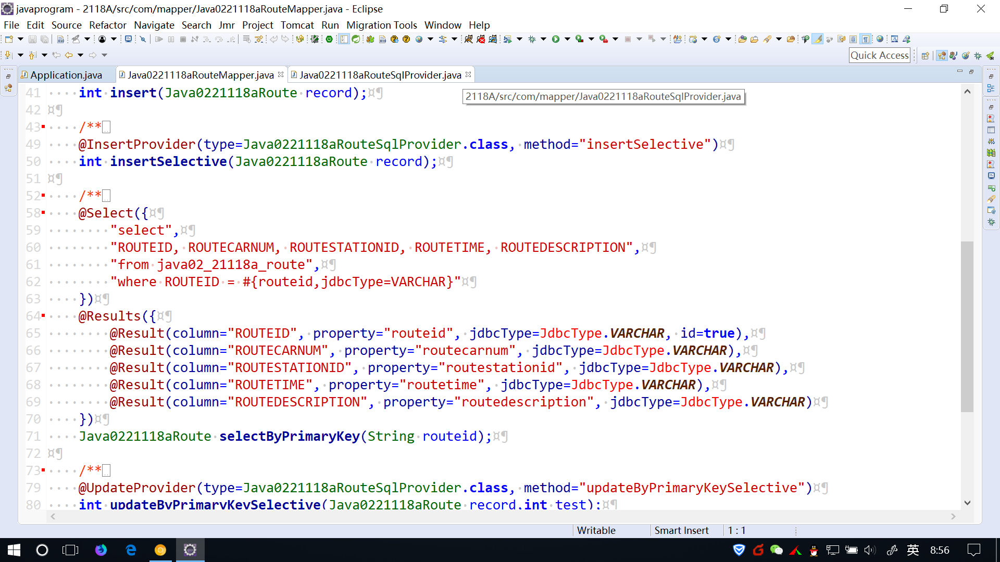 javaprogram - 2118A/src/com/mapper/Java0221118aRouteMapper.java - Eclipse
File Edit Source Refactor Navigate Search Jmr Project Tomcat Run Migration Tools Window Help
Quick Access
Application.java Java0221118aRouteMapper.java Java0221118aRouteSqlProvider.java
2118A/src/com/mapper/Java0221118aRouteSqlProvider.java
41 int insert(Java0221118aRoute record);
42
43 /**
49 @InsertProvider(type=Java0221118aRouteSqlProvider.class, method="insertSelective")
50 int insertSelective(Java0221118aRoute record);
51
52 /**
58 @Select({
59 "select",
60 "ROUTEID, ROUTECARNUM, ROUTESTATIONID, ROUTETIME, ROUTEDESCRIPTION",
61 "from java02_21118a_route",
62 "where ROUTEID = #{routeid,jdbcType=VARCHAR}"
63 })
64 @Results({
65 @Result(column="ROUTEID", property="routeid", jdbcType=JdbcType.VARCHAR, id=true),
66 @Result(column="ROUTECARNUM", property="routecarnum", jdbcType=JdbcType.VARCHAR),
67 @Result(column="ROUTESTATIONID", property="routestationid", jdbcType=JdbcType.VARCHAR),
68 @Result(column="ROUTETIME", property="routetime", jdbcType=JdbcType.VARCHAR),
69 @Result(column="ROUTEDESCRIPTION", property="routedescription", jdbcType=JdbcType.VARCHAR)
70 })
71 Java0221118aRoute selectByPrimaryKey(String routeid);
72
73 /**
79 @UpdateProvider(type=Java0221118aRouteSqlProvider.class, method="updateByPrimaryKeySelective")
80 int updateByPrimaryKeySelective(Java0221118aRoute record,int test);
Writable Smart Insert 1 : 1
英 8:56